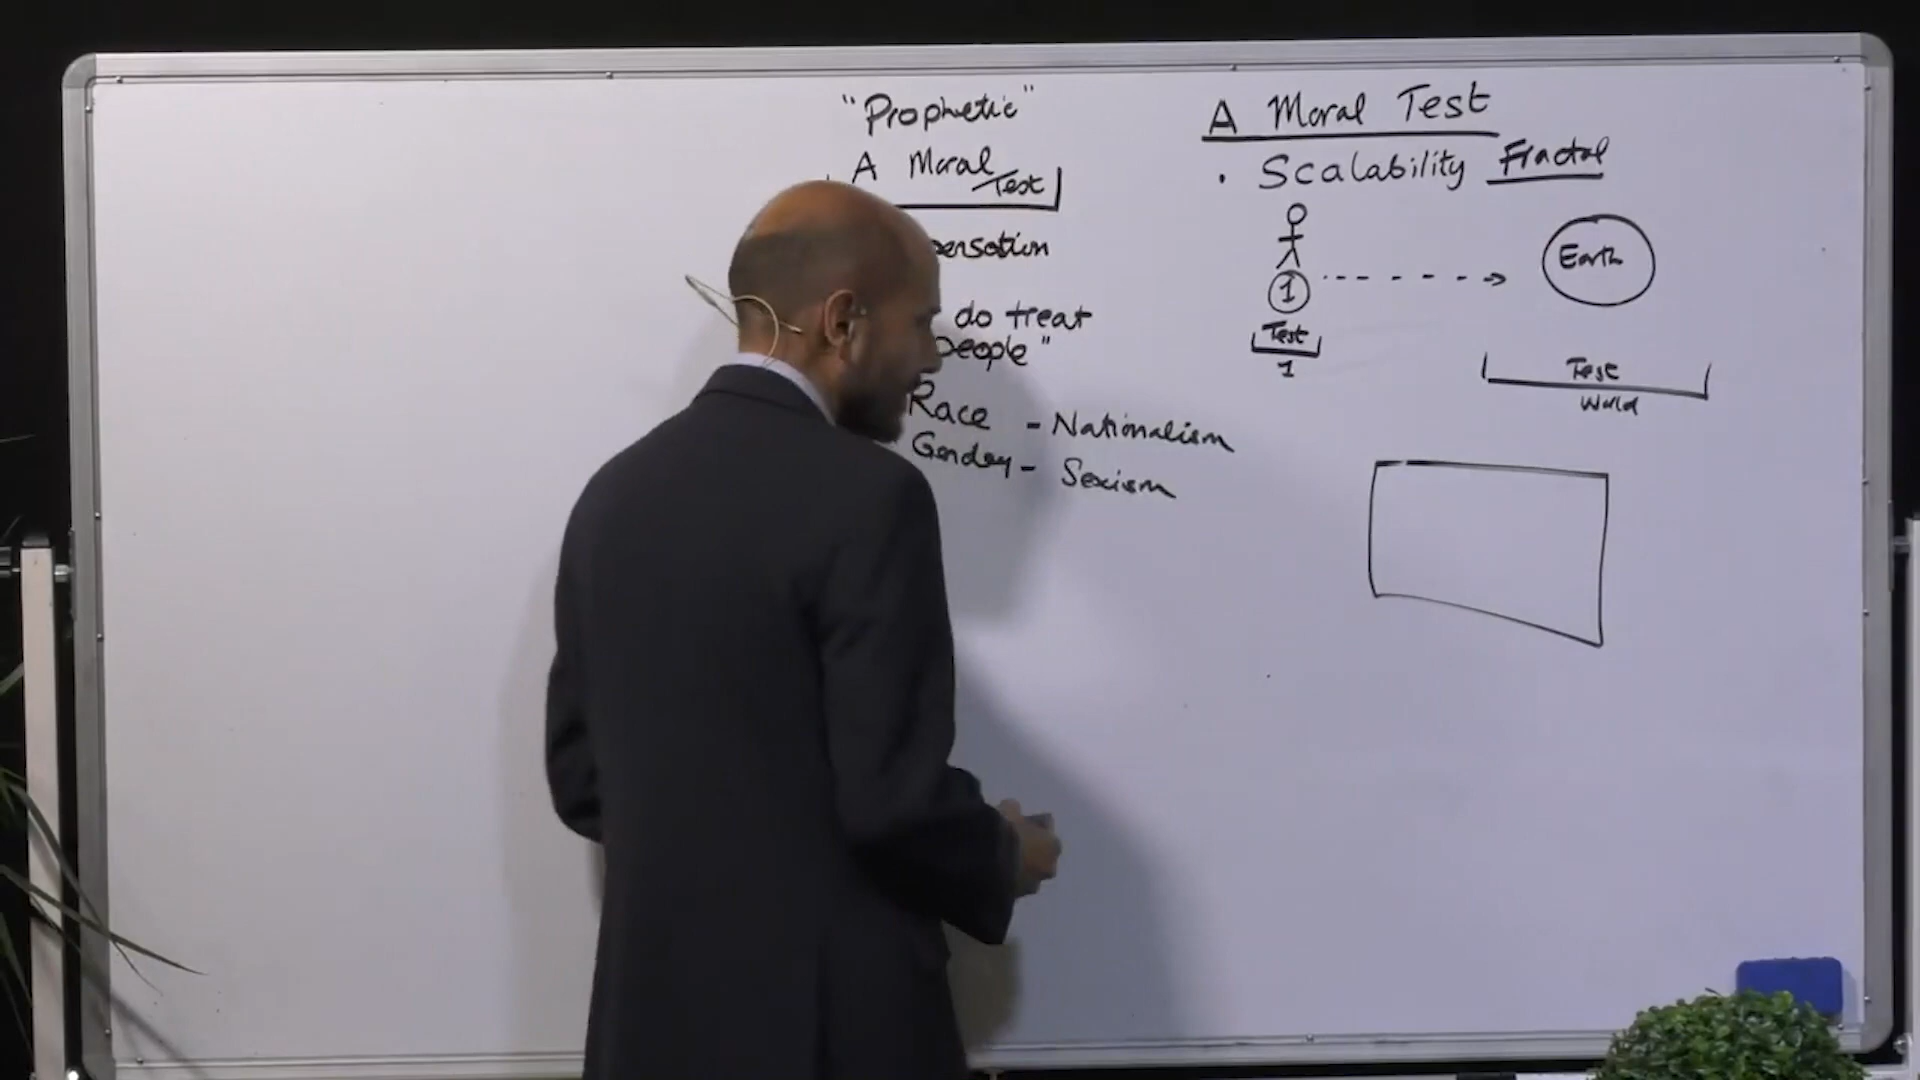 "Prophetic"
A Moral
Test
do treat
people"
Race - Nationalism
Gender - Sexism
A Moral Test
• Scalability Fractal
1
Earth
Test
1
Test
World